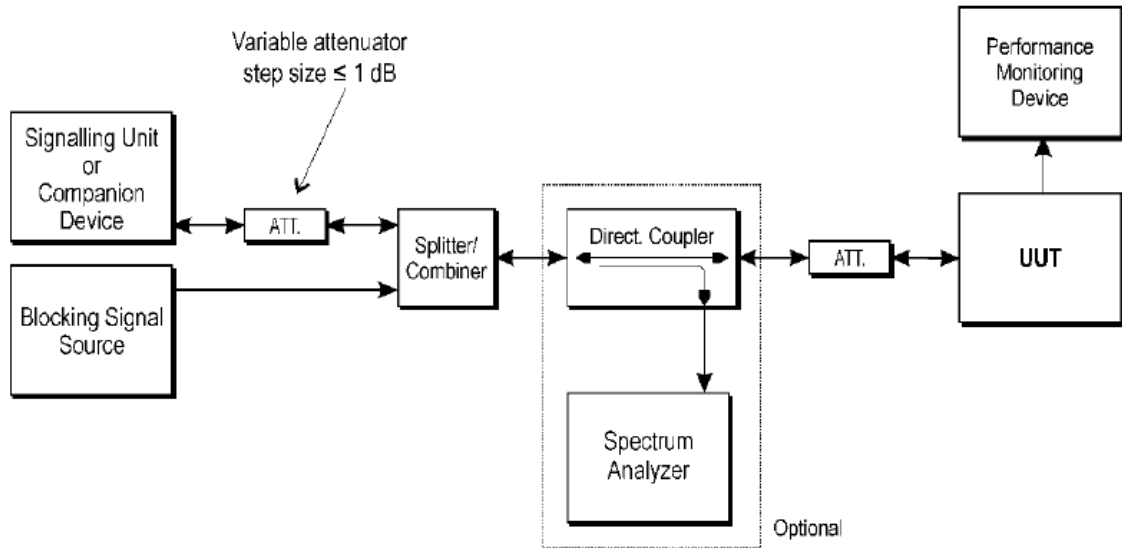 Variable attenuator
step size ≤ 1 dB
Performance
Monitoring
Device
Signalling Unit
or
Companion
Device
ATT.
Splitter/
Combiner
Direct. Coupler
ATT.
UUT
Blocking Signal
Source
Spectrum
Analyzer
Optional